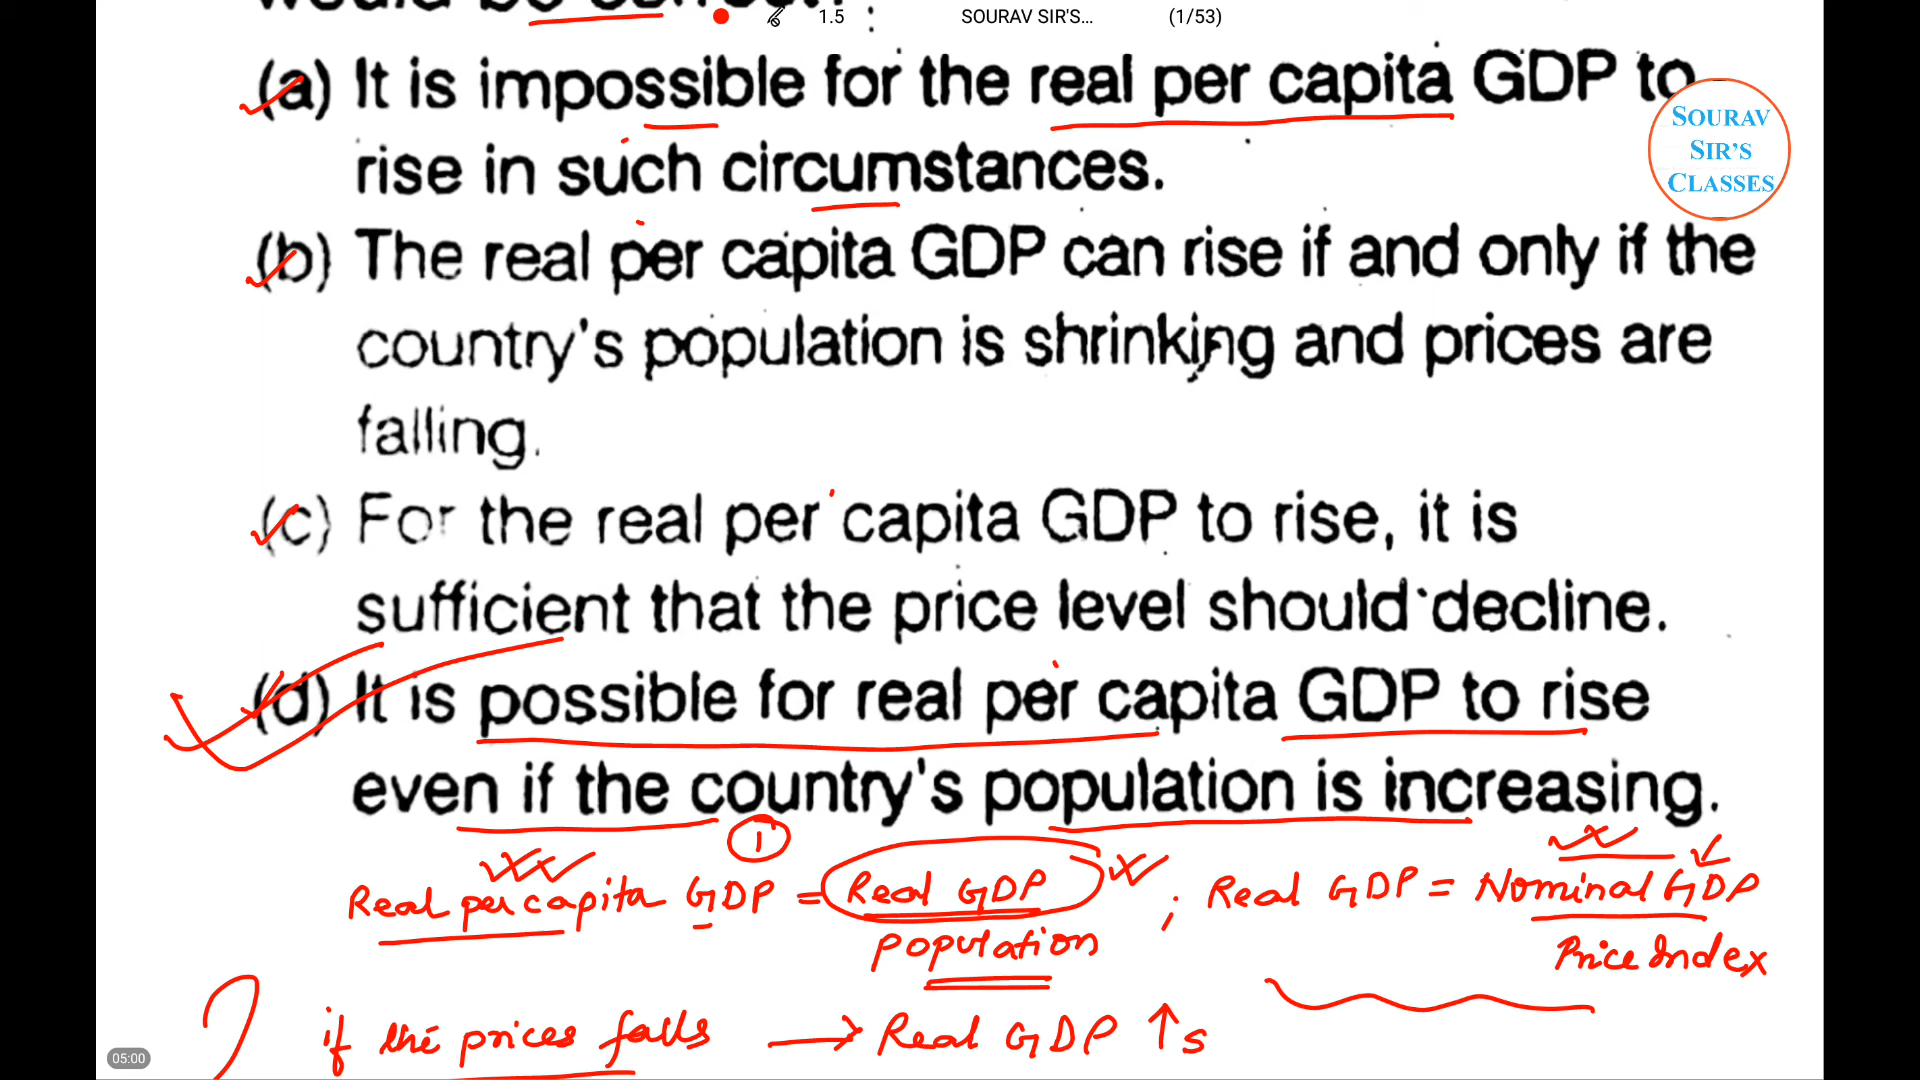 would be correct?
1.5 SOURAV SIR'S... (1/53)
(a) It is impossible for the real per capita GDP to
rise in such circumstances.
SOURAV
SIR'S
CLASSES
(b) The real per capita GDP can rise if and only if the
country's population is shrinking and prices are
falling.
(c) For the real per capita GDP to rise, it is
sufficient that the price level should decline.
(d) It is possible for real per capita GDP to rise
even if the country's population is increasing.
1
Real per capita GDP = Real GDP ; Real GDP = Nominal GDP
population Price Index
if the prices falls → Real GDP ↑s
05:00